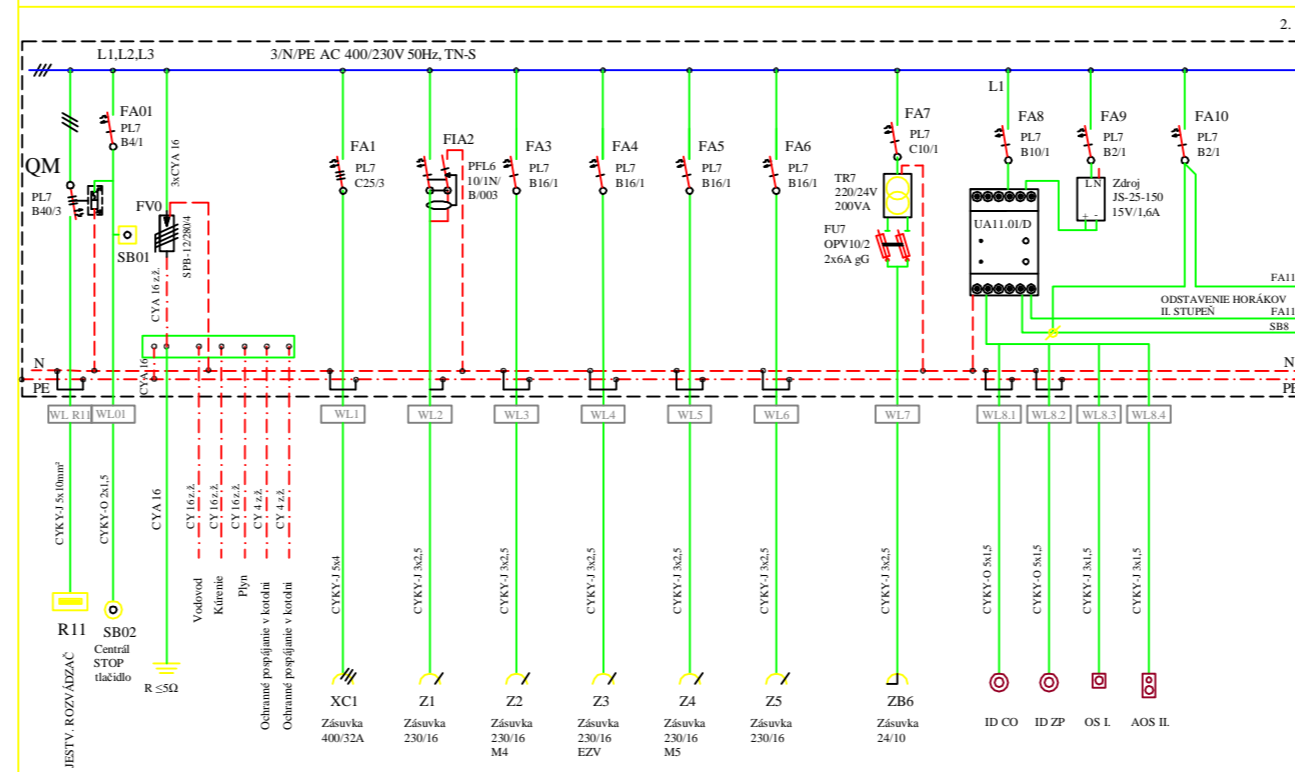 2.
L1,L2,L3
3/N/PE AC 400/230V 50Hz, TN-S
L1
FA01
PL7
B4/1
QM
PL7
B40/3
SB01
3xCYA 16
FV0
SPB-12/280/4
CYA 16 z.ž.
CYA 16
FA1
PL7
C25/3
FIA2
PFL6
10/1N/
B/003
FA3
PL7
B16/1
FA4
PL7
B16/1
FA5
PL7
B16/1
FA6
PL7
B16/1
FA7
PL7
C10/1
TR7
220/24V
200VA
FU7
OPV10/2
2x6A gG
FA8
PL7
B10/1
UA11.01/D
FA9
PL7
B2/1
L N
+ -
Zdroj
JS-25-150
15V/1,6A
FA10
PL7
B2/1
FA11
ODSTAVENIE HORÁKOV
II. STUPEŇ
FA11
SB8
N
N
PE
PE
WL R11
WL01
WL1
WL2
WL3
WL4
WL5
WL6
WL7
WL8.1
WL8.2
WL8.3
WL8.4
CYKY-J 5x10mm²
CYKY-O 2x1,5
CYA 16
CY 16 z.ž.
CY 16 z.ž.
CY 16 z.ž.
CY 4 z.ž.
CY 4 z.ž.
CYKY-J 5x4
CYKY-J 3x2,5
CYKY-J 3x2,5
CYKY-J 3x2,5
CYKY-J 3x2,5
CYKY-J 3x2,5
CYKY-J 3x2,5
CYKY-O 5x1,5
CYKY-O 5x1,5
CYKY-J 3x1,5
CYKY-J 3x1,5
R11
JESTV. ROZVÁDZAČ
SB02
Centrál
STOP
tlačidlo
R ≤5Ω
Vodovod
Kúrenie
Plyn
Ochranné pospájanie v kotolni
Ochranné pospájanie v kotolni
XC1
Zásuvka
400/32A
Z1
Zásuvka
230/16
Z2
Zásuvka
230/16
M4
Z3
Zásuvka
230/16
EZV
Z4
Zásuvka
230/16
M5
Z5
Zásuvka
230/16
ZB6
Zásuvka
24/10
ID CO
ID ZP
OS I.
AOS II.